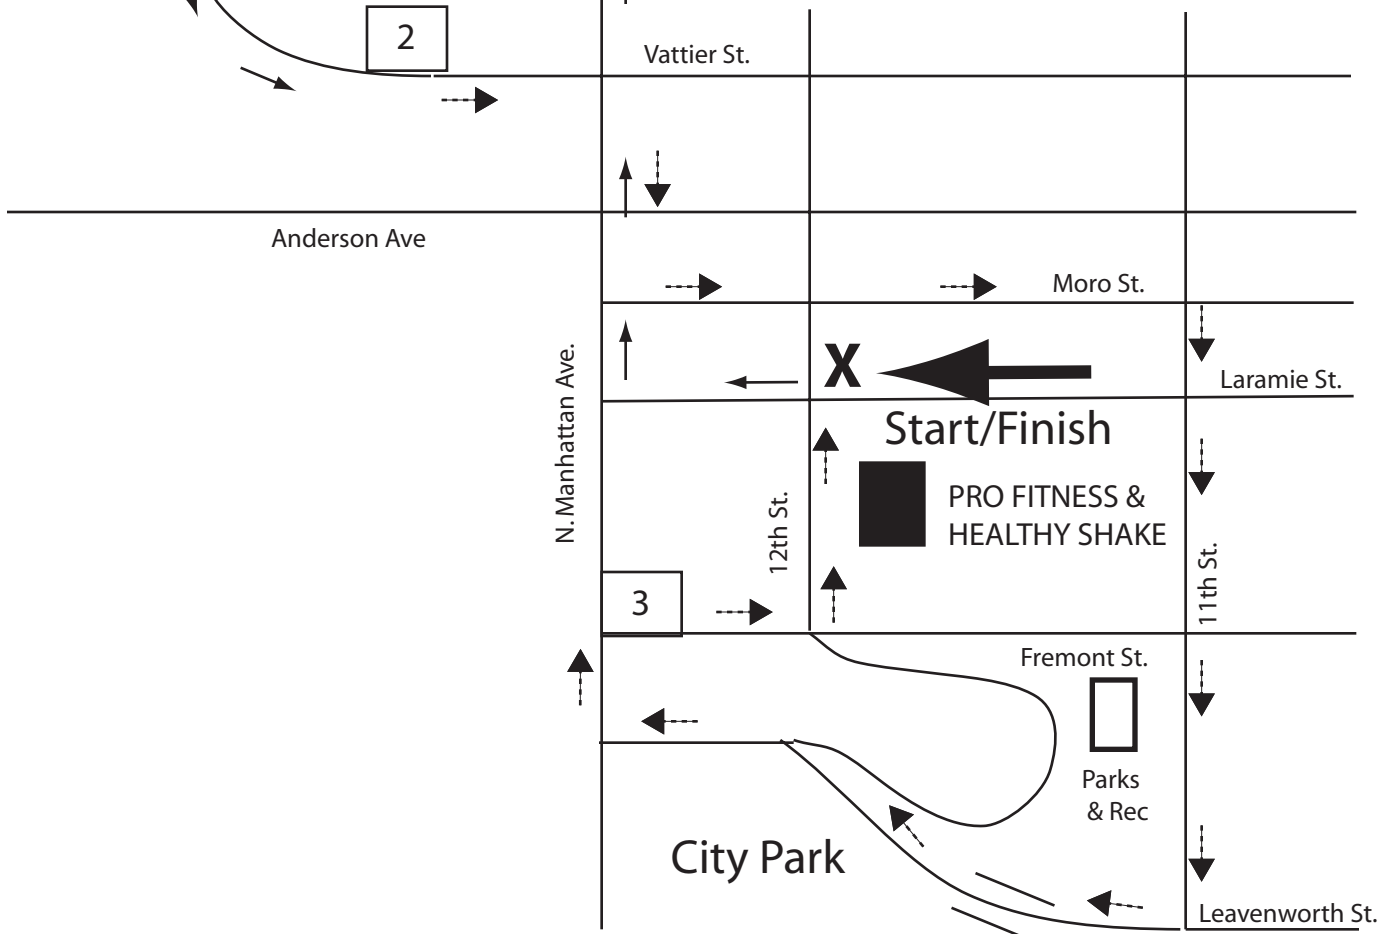 2
Vattier St.
Anderson Ave
Moro St.
N. Manhattan Ave.
X
Laramie St.
Start/Finish
PRO FITNESS &
HEALTHY SHAKE
12th St.
11th St.
3
Fremont St.
Parks
& Rec
City Park
Leavenworth St.